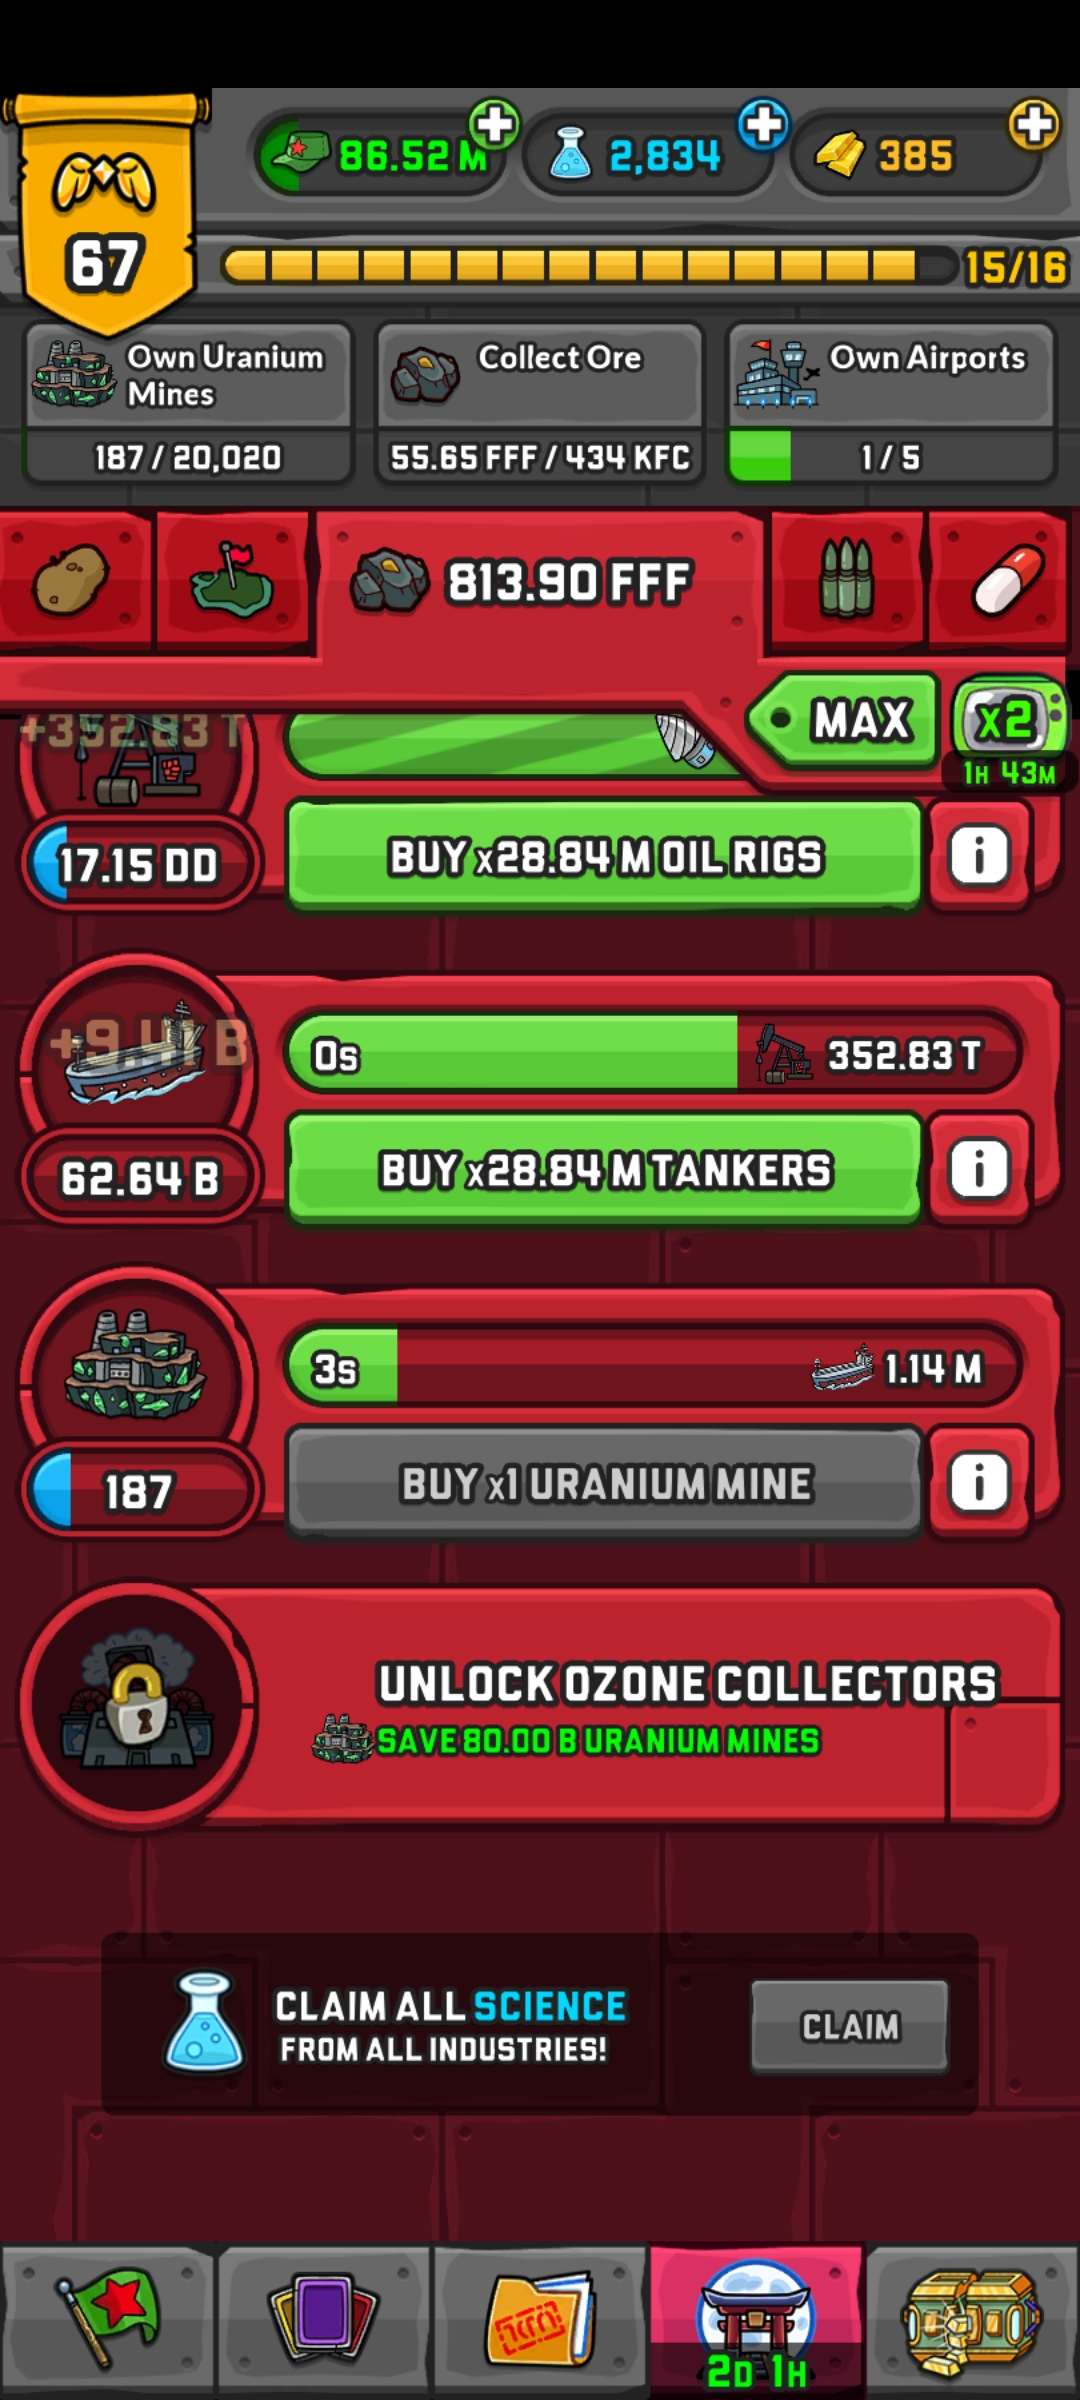 86.52 M
2,834
385
67
15/16
Own Uranium
Mines
187 / 20,020
Collect Ore
55.65 FFF / 434 KFC
Own Airports
1 / 5
813.90 FFF
MAX
x2
1H 43M
+352.83 T
17.15 DD
BUY x28.84 M OIL RIGS
i
+9.41 B
0s
352.83 T
62.64 B
BUY x28.84 M TANKERS
i
3s
1.14 M
187
BUY x1 URANIUM MINE
i
UNLOCK OZONE COLLECTORS
SAVE 80.00 B URANIUM MINES
CLAIM ALL SCIENCE
FROM ALL INDUSTRIES!
CLAIM
2D 1H